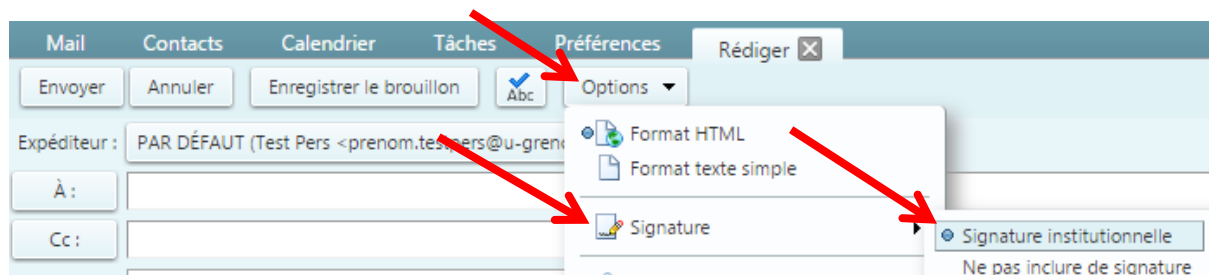 Mail Contacts Calendrier Tâches Préférences Rédiger
Envoyer Annuler Enregistrer le brouillon Abc Options
Expéditeur : PAR DÉFAUT (Test Pers <prenom.testpers@u-gren
Format HTML
Format texte simple
À :
Signature
Cc :
Signature institutionnelle
Ne pas inclure de signature